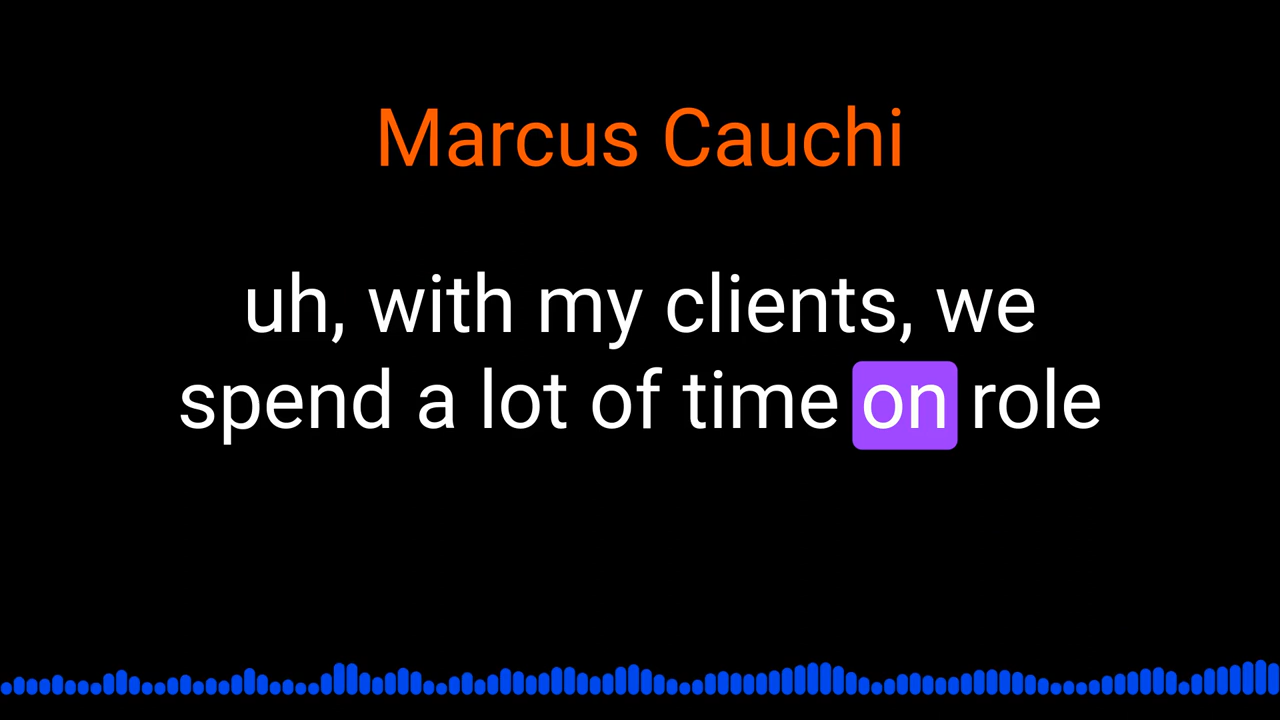 Marcus Cauchi
uh, with my clients, we
spend a lot of time on role